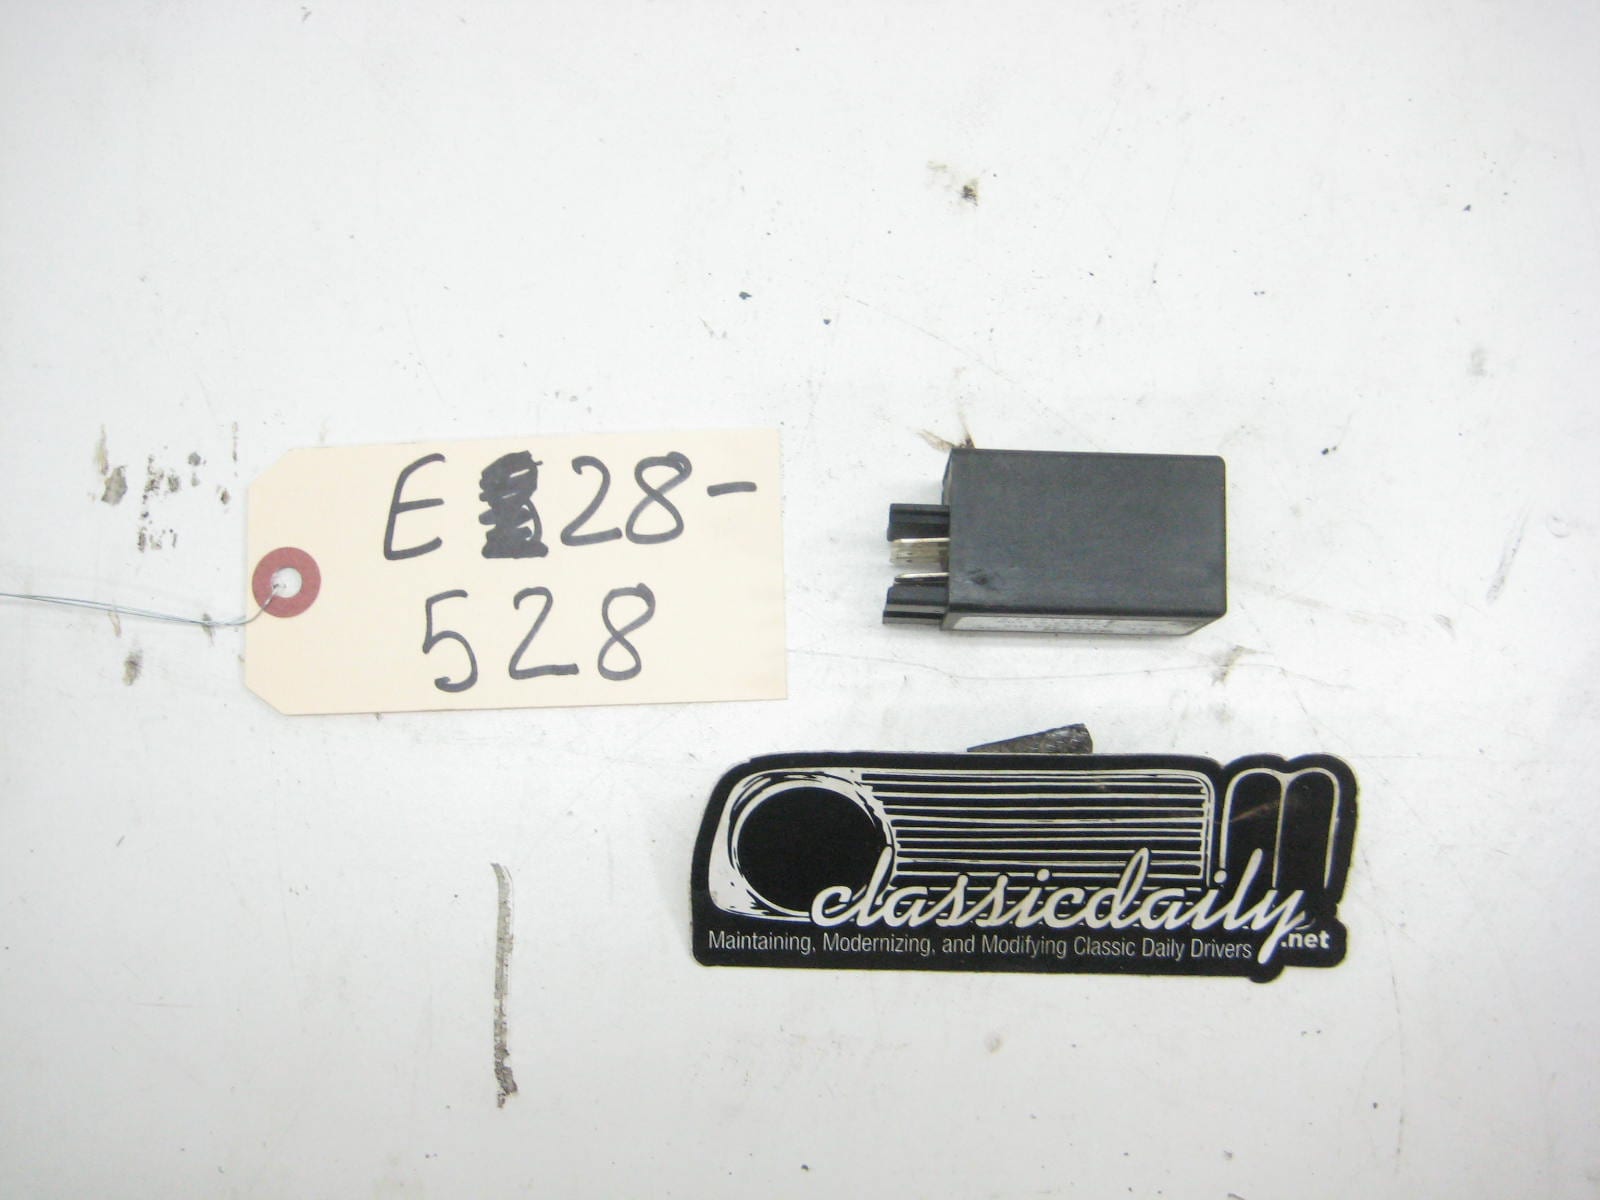 E 28-
528
classicdaily
.net
Maintaining, Modernizing, and Modifying Classic Daily Drivers